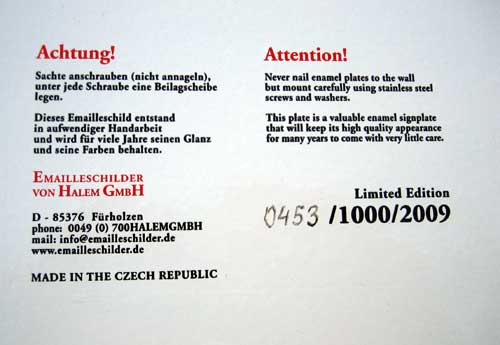 Achtung!
Sachte anschrauben (nicht annageln),
unter jede Schraube eine Beilagscheibe
legen.
Dieses Emailleschild entstand
in aufwendiger Handarbeit
und wird für viele Jahre seinen Glanz
und seine Farben behalten.
EMAILLESCHILDER
VON HALEM GMBH
D - 85376 Fürholzen
phone: 0049 (0) 700HALEMGMBH
mail: info@emailleschilder.de
www.emailleschilder.de
MADE IN THE CZECH REPUBLIC
Attention!
Never nail enamel plates to the wall
but mount carefully using stainless steel
screws and washers.
This plate is a valuable enamel signplate
that will keep its high quality appearance
for many years to come with very little care.
Limited Edition
0453 /1000/2009